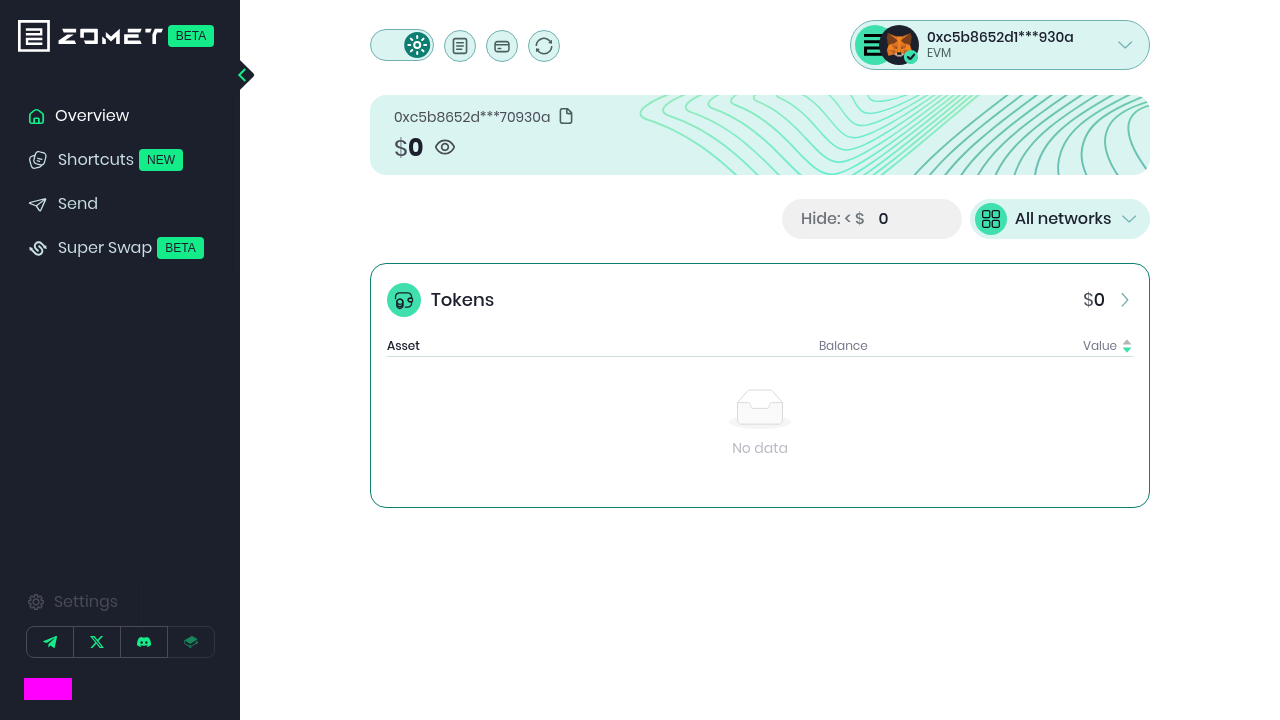 ZOMET BETA
Overview
Shortcuts NEW
Send
Super Swap BETA
Settings
0xc5b8652d1***930a
EVM
0xc5b8652d***70930a
$0
Hide: < $ 0
All networks
Tokens
$0
Asset Balance Value
No data